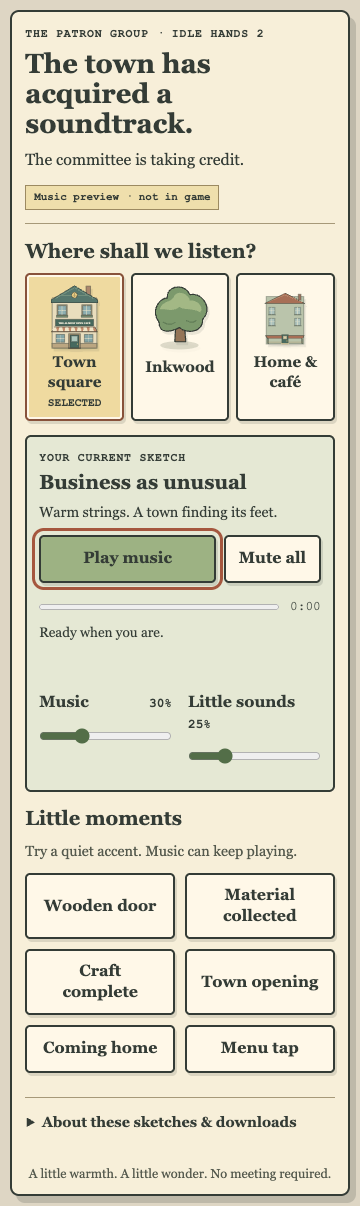 THE PATRON GROUP · IDLE HANDS 2
The town has
acquired a
soundtrack.
The committee is taking credit.
Music preview · not in game
Where shall we listen?
Town
square
SELECTED
Inkwood
Home &
café
YOUR CURRENT SKETCH
Business as unusual
Warm strings. A town finding its feet.
Play music
Mute all
0:00
Ready when you are.
Music 30%
Little sounds
25%
Little moments
Try a quiet accent. Music can keep playing.
Wooden door
Material
collected
Craft
complete
Town opening
Coming home
Menu tap
About these sketches & downloads
A little warmth. A little wonder. No meeting required.